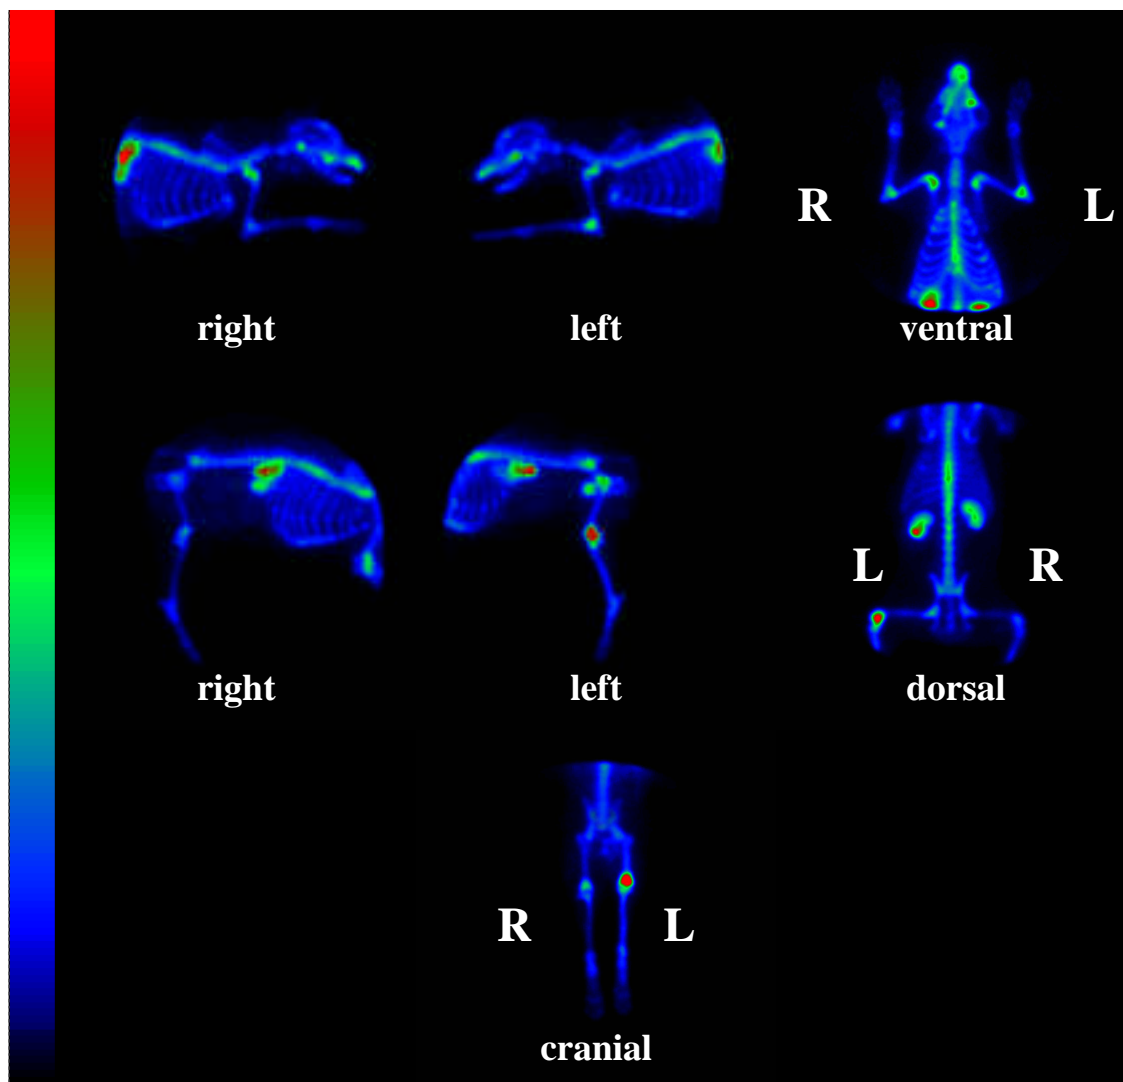 R L
right left ventral
L R
right left dorsal
R L
cranial